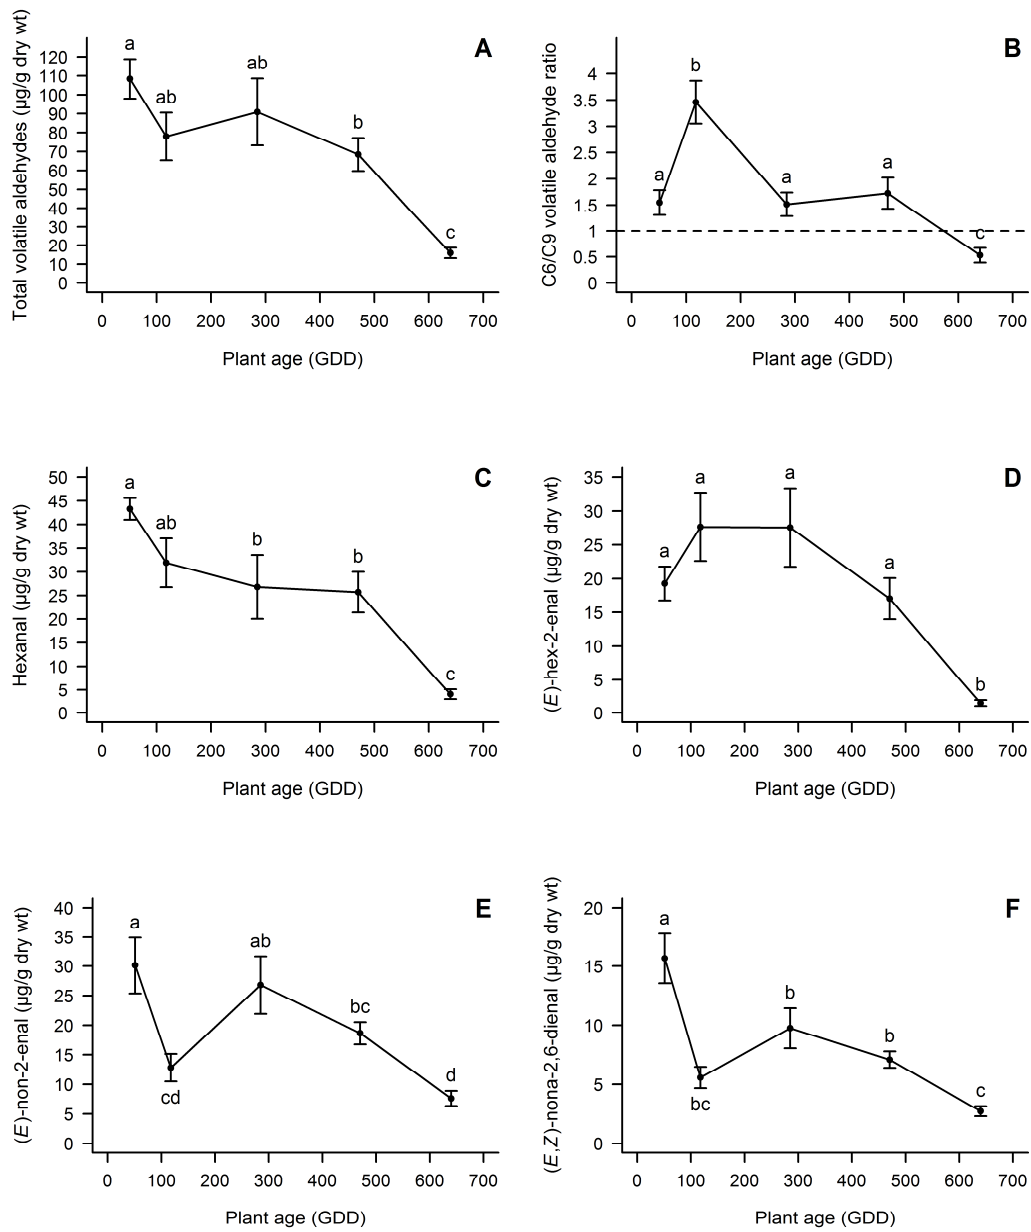 A
Total volatile aldehydes (µg/g dry wt)
120
110
100
90
80
70
60
50
40
30
20
10
0
a
ab
ab
b
c
0 100 200 300 400 500 600 700
Plant age (GDD)
B
C6/C9 volatile aldehyde ratio
4
3.5
3
2.5
2
1.5
1
0.5
0
a
b
a
a
c
0 100 200 300 400 500 600 700
Plant age (GDD)
C
Hexanal (µg/g dry wt)
50
45
40
35
30
25
20
15
10
5
0
a
ab
b
b
c
0 100 200 300 400 500 600 700
Plant age (GDD)
D
(E)-hex-2-enal (µg/g dry wt)
35
30
25
20
15
10
5
0
a
a
a
a
b
0 100 200 300 400 500 600 700
Plant age (GDD)
E
(E)-non-2-enal (µg/g dry wt)
40
35
30
25
20
15
10
5
0
a
cd
ab
bc
d
0 100 200 300 400 500 600 700
Plant age (GDD)
F
(E,Z)-nona-2,6-dienal (µg/g dry wt)
20
15
10
5
0
a
bc
b
b
c
0 100 200 300 400 500 600 700
Plant age (GDD)